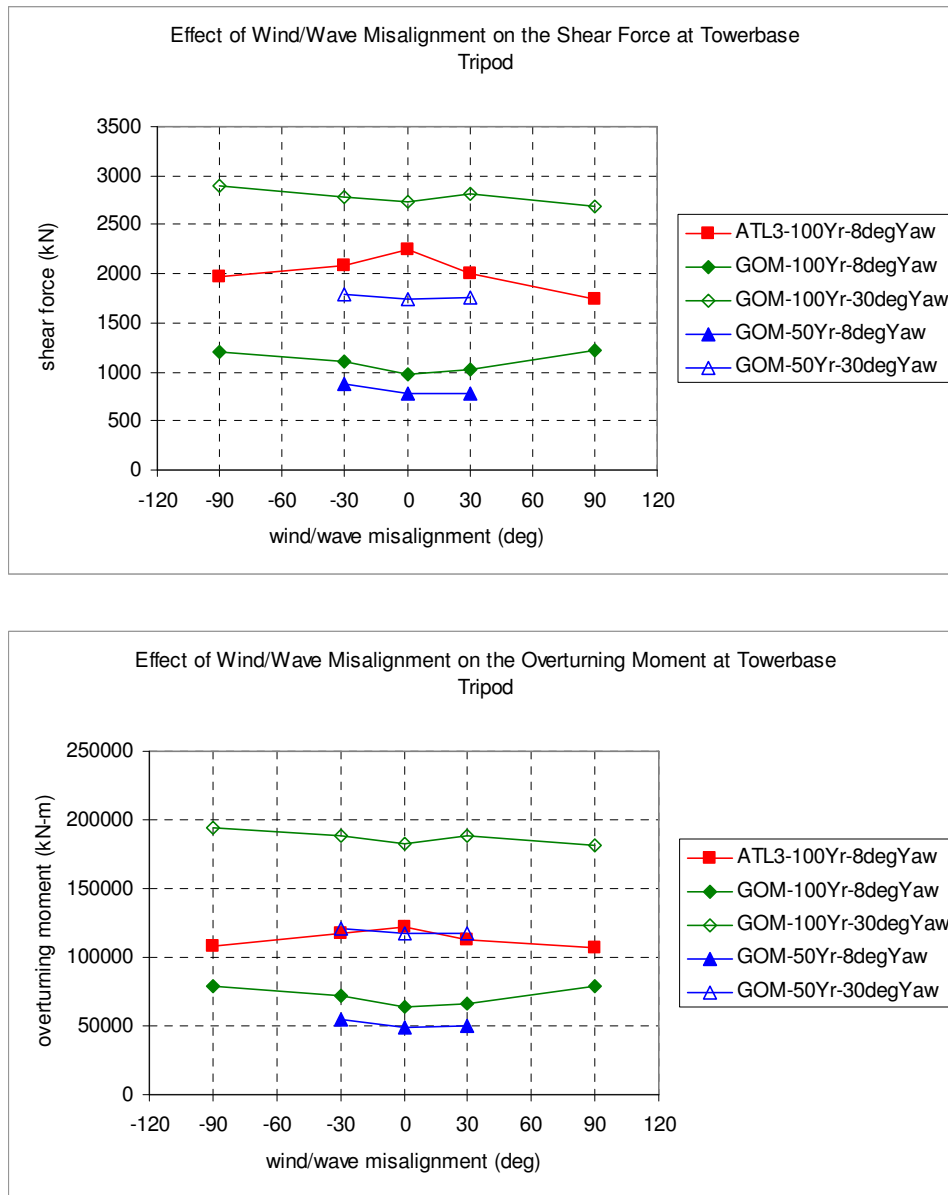 Effect of Wind/Wave Misalignment on the Shear Force at Towerbase
Tripod
shear force (kN)
3500
3000
2500
2000
1500
1000
500
0
-120 -90 -60 -30 0 30 60 90 120
wind/wave misalignment (deg)
ATL3-100Yr-8degYaw
GOM-100Yr-8degYaw
GOM-100Yr-30degYaw
GOM-50Yr-8degYaw
GOM-50Yr-30degYaw
Effect of Wind/Wave Misalignment on the Overturning Moment at Towerbase
Tripod
overturning moment (kN-m)
250000
200000
150000
100000
50000
0
-120 -90 -60 -30 0 30 60 90 120
wind/wave misalignment (deg)
ATL3-100Yr-8degYaw
GOM-100Yr-8degYaw
GOM-100Yr-30degYaw
GOM-50Yr-8degYaw
GOM-50Yr-30degYaw